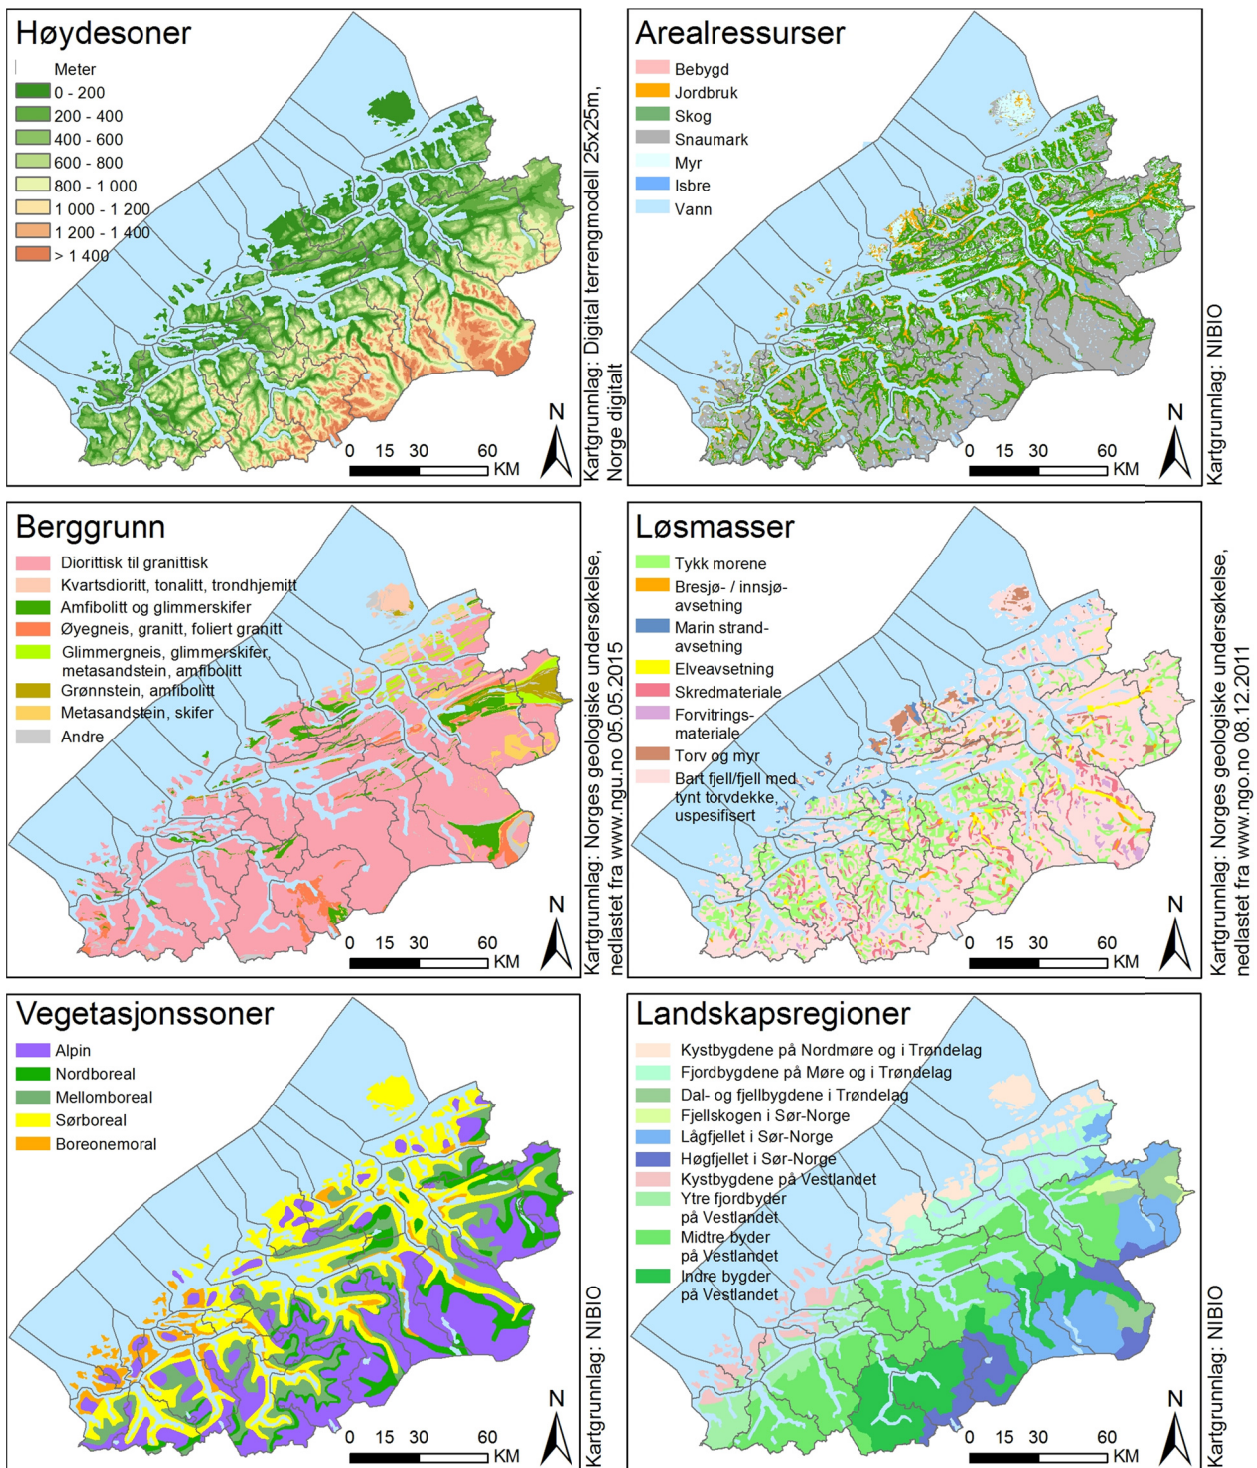 Høydesoner
Meter
0 - 200
200 - 400
400 - 600
600 - 800
800 - 1 000
1 000 - 1 200
1 200 - 1 400
> 1 400
N
0 15 30 60
KM
Kartgrunnlag: Digital terrengmodell 25x25m,
Norge digitalt
Arealressurser
Bebygd
Jordbruk
Skog
Snaumark
Myr
Isbre
Vann
N
0 15 30 60
KM
Kartgrunnlag: NIBIO
Berggrunn
Diorittisk til granittisk
Kvartsdioritt, tonalitt, trondhjemitt
Amfibolitt og glimmerskifer
Øyegneis, granitt, foliert granitt
Glimmergneis, glimmerskifer,
metasandstein, amfibolitt
Grønnstein, amfibolitt
Metasandstein, skifer
Andre
N
0 15 30 60
KM
Kartgrunnlag: Norges geologiske undersøkelse,
nedlastet fra www.ngu.no 05.05.2015
Løsmasser
Tykk morene
Bresjø- / innsjø-
avsetning
Marin strand-
avsetning
Elveavsetning
Skredmateriale
Forvitrings-
materiale
Torv og myr
Bart fjell/fjell med
tynt torvdekke,
uspesifisert
N
0 15 30 60
KM
Kartgrunnlag: Norges geologiske undersøkelse,
nedlastet fra www.ngo.no 08.12.2011
Vegetasjonssoner
Alpin
Nordboreal
Mellomboreal
Sørboreal
Boreonemoral
N
0 15 30 60
KM
Kartgrunnlag: NIBIO
Landskapsregioner
Kystbygdene på Nordmøre og i Trøndelag
Fjordbygdene på Møre og i Trøndelag
Dal- og fjellbygdene i Trøndelag
Fjellskogen i Sør-Norge
Lågfjellet i Sør-Norge
Høgfjellet i Sør-Norge
Kystbygdene på Vestlandet
Ytre fjordbyder
på Vestlandet
Midtre byder
på Vestlandet
Indre bygder
på Vestlandet
N
0 15 30 60
KM
Kartgrunnlag: NIBIO